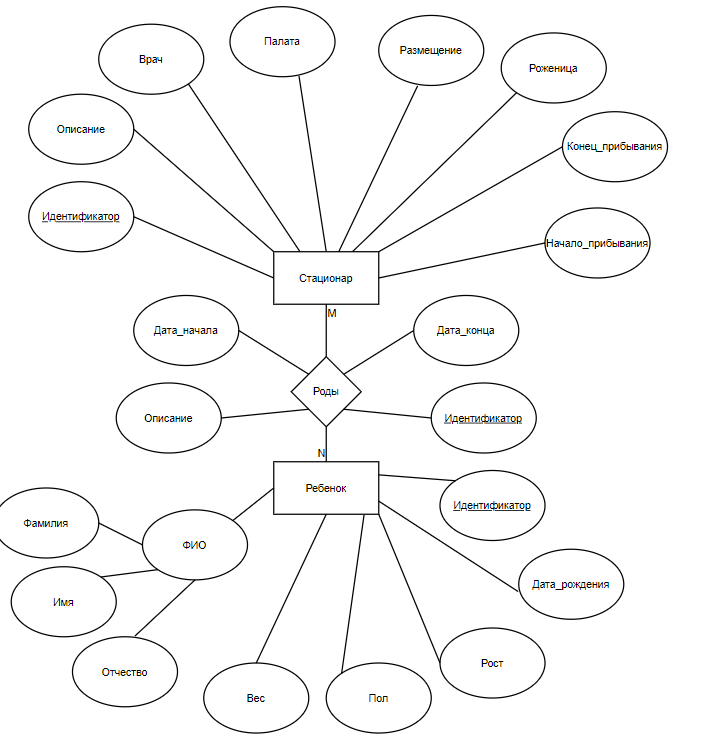 Палата
Размещение
Врач
Роженица
Описание
Конец_прибывания
Идентификатор
Начало_прибывания
Стационар
M
Дата_начала
Дата_конца
Роды
Описание
Идентификатор
N
Ребенок
Идентификатор
Фамилия
ФИО
Дата_рождения
Имя
Рост
Отчество
Вес
Пол